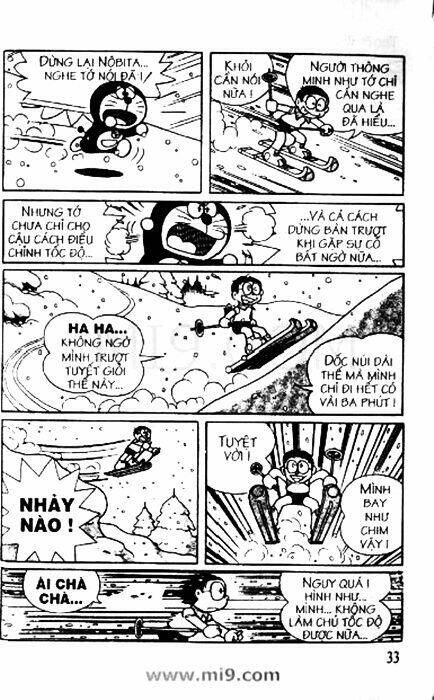 DỪNG LẠI NÔBITA...
NGHE TỚ NÓI ĐÃ !
KHỎI
CẦN NÓI
NỮA !
NGƯỜI THÔNG
MINH NHƯ TỚ CHỈ
CẦN NGHE
QUA LÀ
ĐÃ HIỂU...
NHƯNG TỚ
CHƯA CHỈ CHO
CẬU CÁCH ĐIỀU
CHỈNH TỐC ĐỘ...
...VÀ CẢ CÁCH
DỪNG BÀN TRƯỢT
KHI GẶP SỰ CỐ
BẤT NGỜ NỮA...
HA HA...
KHÔNG NGỜ
MÌNH TRƯỢT
TUYẾT GIỎI
THẾ NÀY...
DỐC NÚI DÀI
THẾ MÀ MÌNH
CHỈ ĐI HẾT CÓ
VÀI BA PHÚT !
NHẢY
NÀO !
TUYỆT
VỜI !
MÌNH
BAY
NHƯ
CHIM
VẬY !
ÁI CHÀ
CHÀ...
NGUY QUÁ !
HÌNH NHƯ...
MÌNH... KHÔNG
LÀM CHỦ TỐC ĐỘ
ĐƯỢC NỮA...
33
www.mi9.com